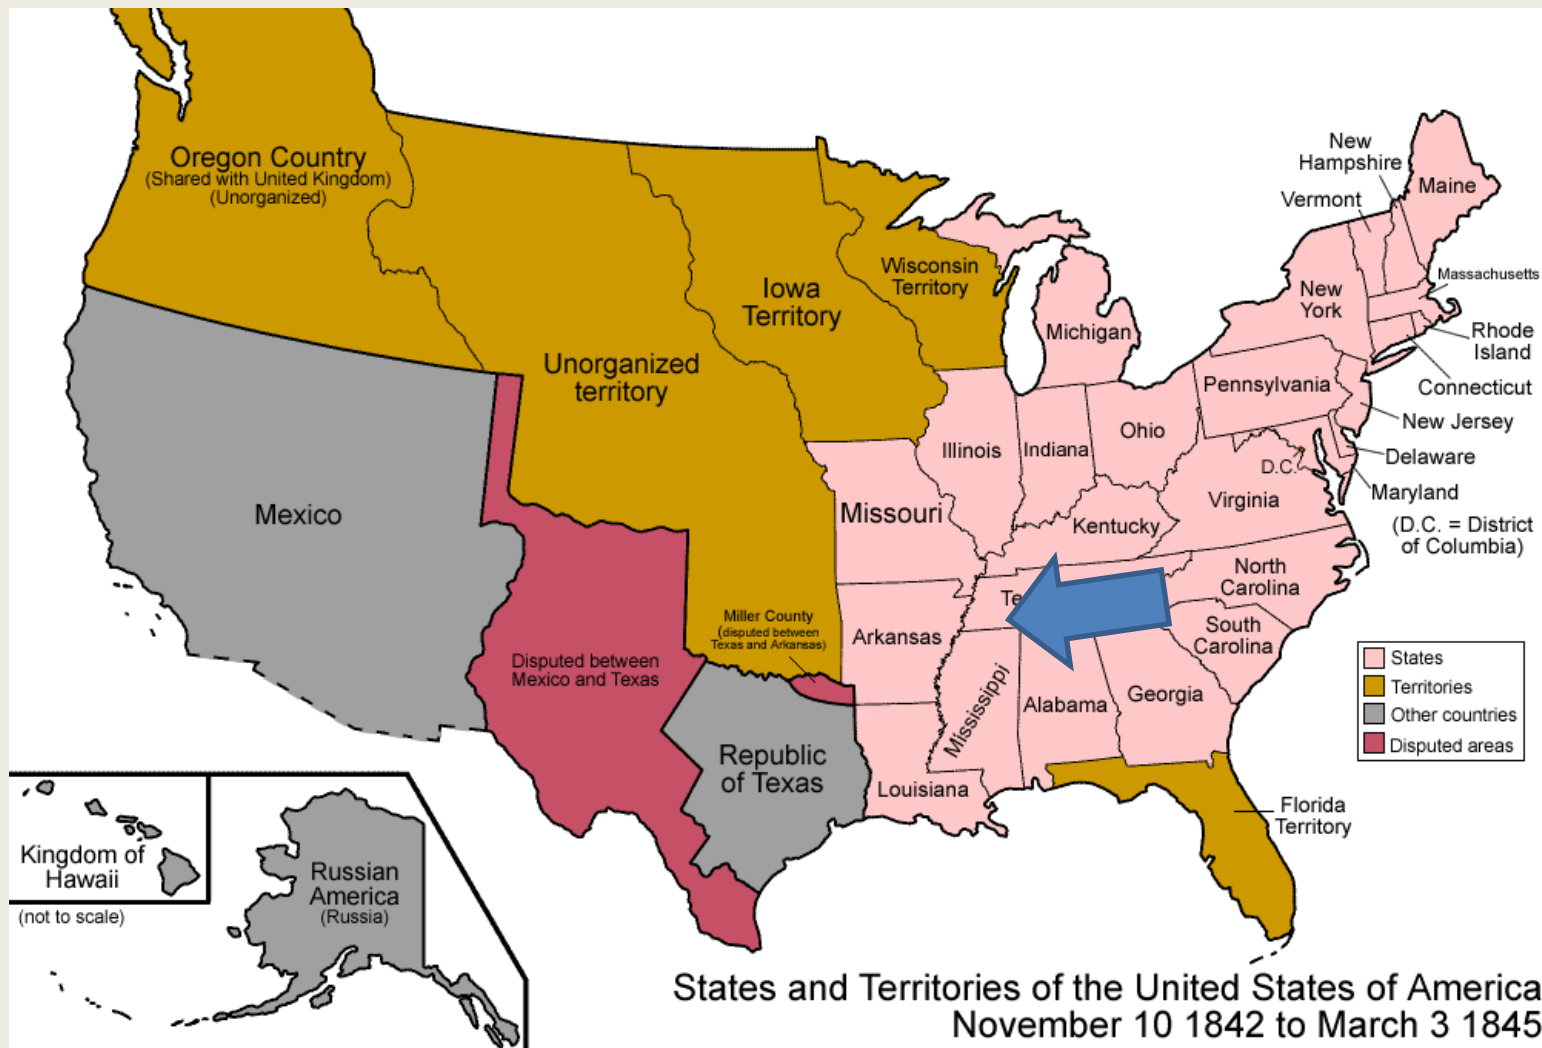 Oregon Country
(Shared with United Kingdom)
(Unorganized)
Unorganized
territory
Iowa
Territory
Wisconsin
Territory
Michigan
New
Hampshire
Vermont
Maine
Massachusetts
New
York
Rhode
Island
Connecticut
Pennsylvania
New Jersey
Delaware
Maryland
(D.C. = District
of Columbia)
D.C.
Ohio
Indiana
Illinois
Virginia
Kentucky
Missouri
North
Carolina
Te
South
Carolina
Arkansas
Mississippi
Alabama
Georgia
Louisiana
Florida
Territory
Mexico
Miller County
(disputed between
Texas and Arkansas)
Disputed between
Mexico and Texas
Republic
of Texas
States
Territories
Other countries
Disputed areas
Kingdom of
Hawaii
(not to scale)
Russian
America
(Russia)
States and Territories of the United States of America
November 10 1842 to March 3 1845